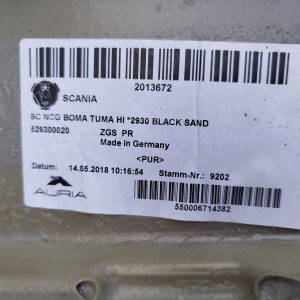 SCANIA
2013672
SC NCG BOMA TUMA HI *2930 BLACK SAND
529300020 ZGS PR
Made in Germany
<PUR>
Datum: 14.05.2018 10:16:54 Stamm-Nr.: 9202
AURIA
550006714382